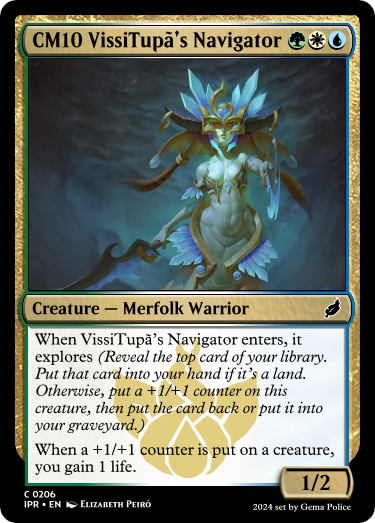 CM10 VissiTupã's Navigator
Creature — Merfolk Warrior
When VissiTupã's Navigator enters, it
explores (Reveal the top card of your library.
Put that card into your hand if it's a land.
Otherwise, put a +1/+1 counter on this
creature, then put the card back or put it into
your graveyard.)
When a +1/+1 counter is put on a creature,
you gain 1 life.
1/2
C 0206
IPR • EN Elizabeth Peiró
2024 set by Gema Police